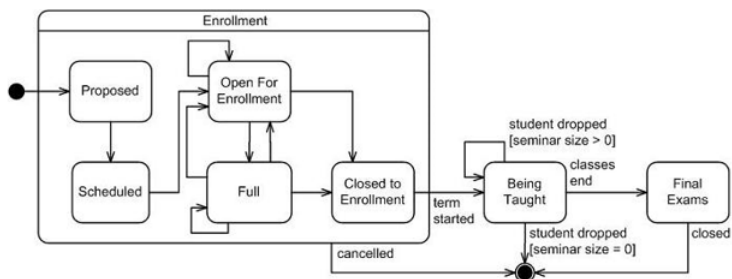 Enrollment
Proposed
Open For
Enrollment
Scheduled
Full
Closed to
Enrollment
term
started
student dropped
[seminar size > 0]
Being
Taught
classes
end
Final
Exams
student dropped
[seminar size = 0]
closed
cancelled